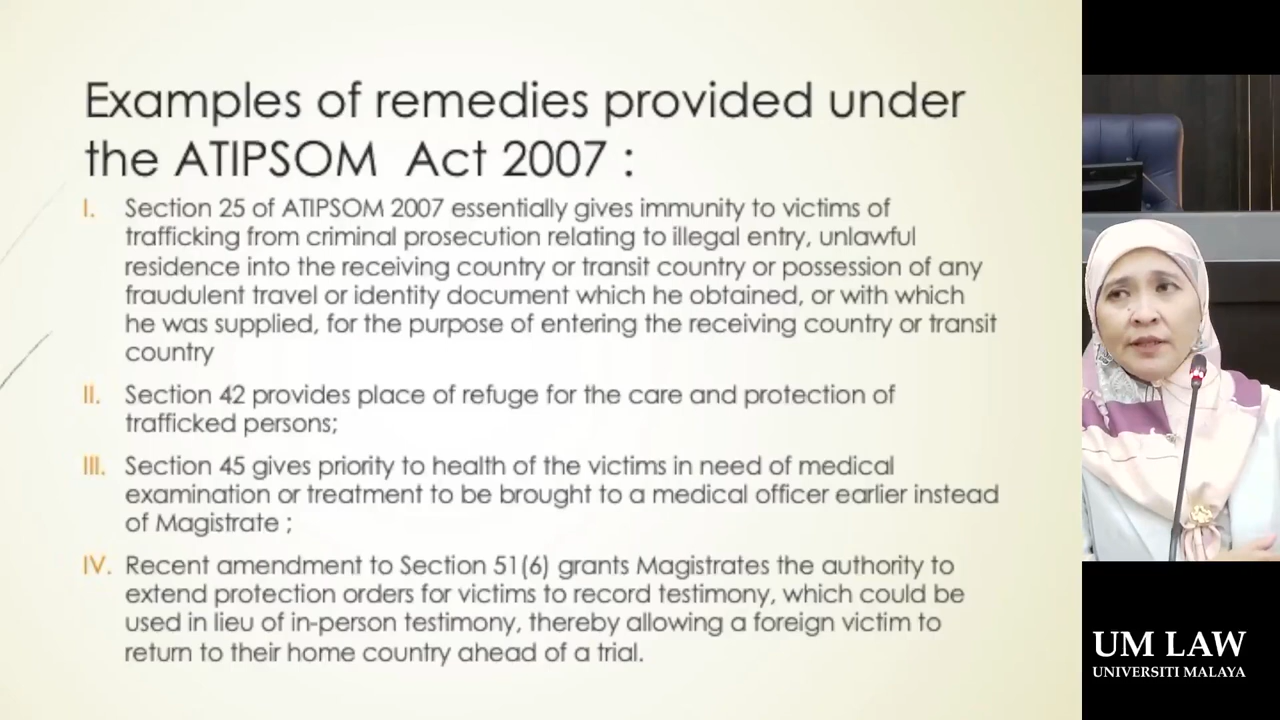 Examples of remedies provided under
the ATIPSOM Act 2007 :
I. Section 25 of ATIPSOM 2007 essentially gives immunity to victims of
trafficking from criminal prosecution relating to illegal entry, unlawful
residence into the receiving country or transit country or possession of any
fraudulent travel or identity document which he obtained, or with which
he was supplied, for the purpose of entering the receiving country or transit
country
II. Section 42 provides place of refuge for the care and protection of
trafficked persons;
III. Section 45 gives priority to health of the victims in need of medical
examination or treatment to be brought to a medical officer earlier instead
of Magistrate ;
IV. Recent amendment to Section 51(6) grants Magistrates the authority to
extend protection orders for victims to record testimony, which could be
used in lieu of in-person testimony, thereby allowing a foreign victim to
return to their home country ahead of a trial.
UM LAW
UNIVERSITI MALAYA